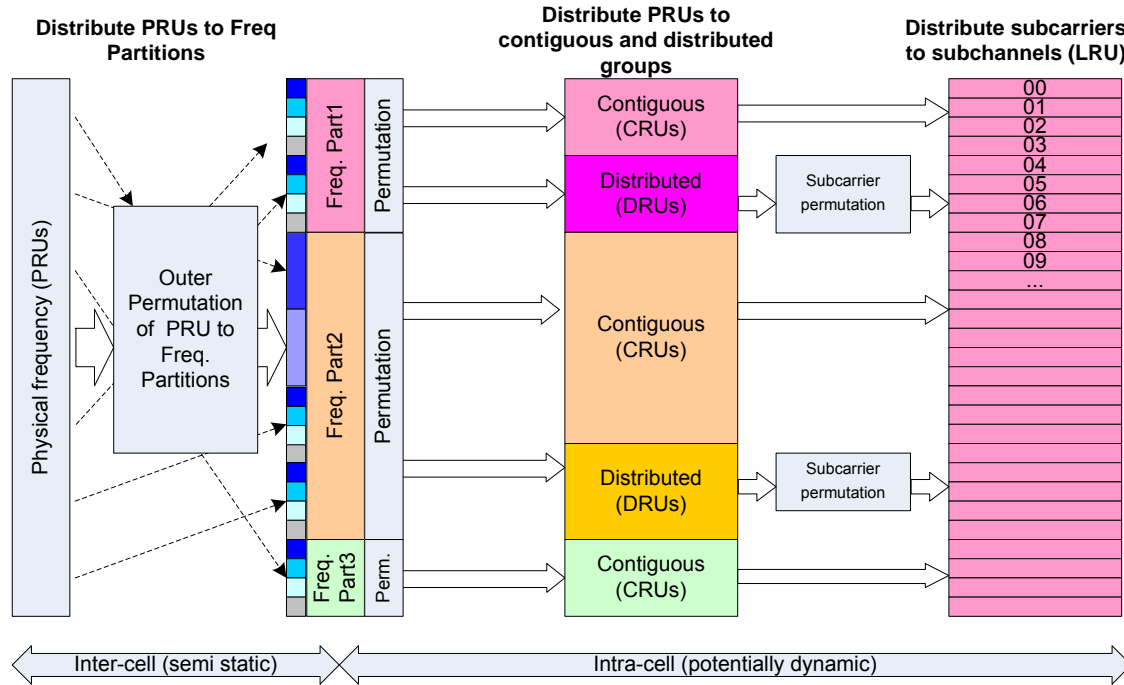 Distribute PRUs to Freq
Partitions
Distribute PRUs to
contiguous and distributed
groups
Distribute subcarriers
to subchannels (LRU)
Physical frequency (PRUs)
Outer
Permutation
of PRU to
Freq.
Partitions
Freq. Part1
Permutation
Freq. Part2
Permutation
Freq.
Part3
Perm.
Contiguous
(CRUs)
Distributed
(DRUs)
Contiguous
(CRUs)
Distributed
(DRUs)
Contiguous
(CRUs)
Subcarrier
permutation
Subcarrier
permutation
00
01
02
03
04
05
06
07
08
09
...
Inter-cell (semi static)
Intra-cell (potentially dynamic)